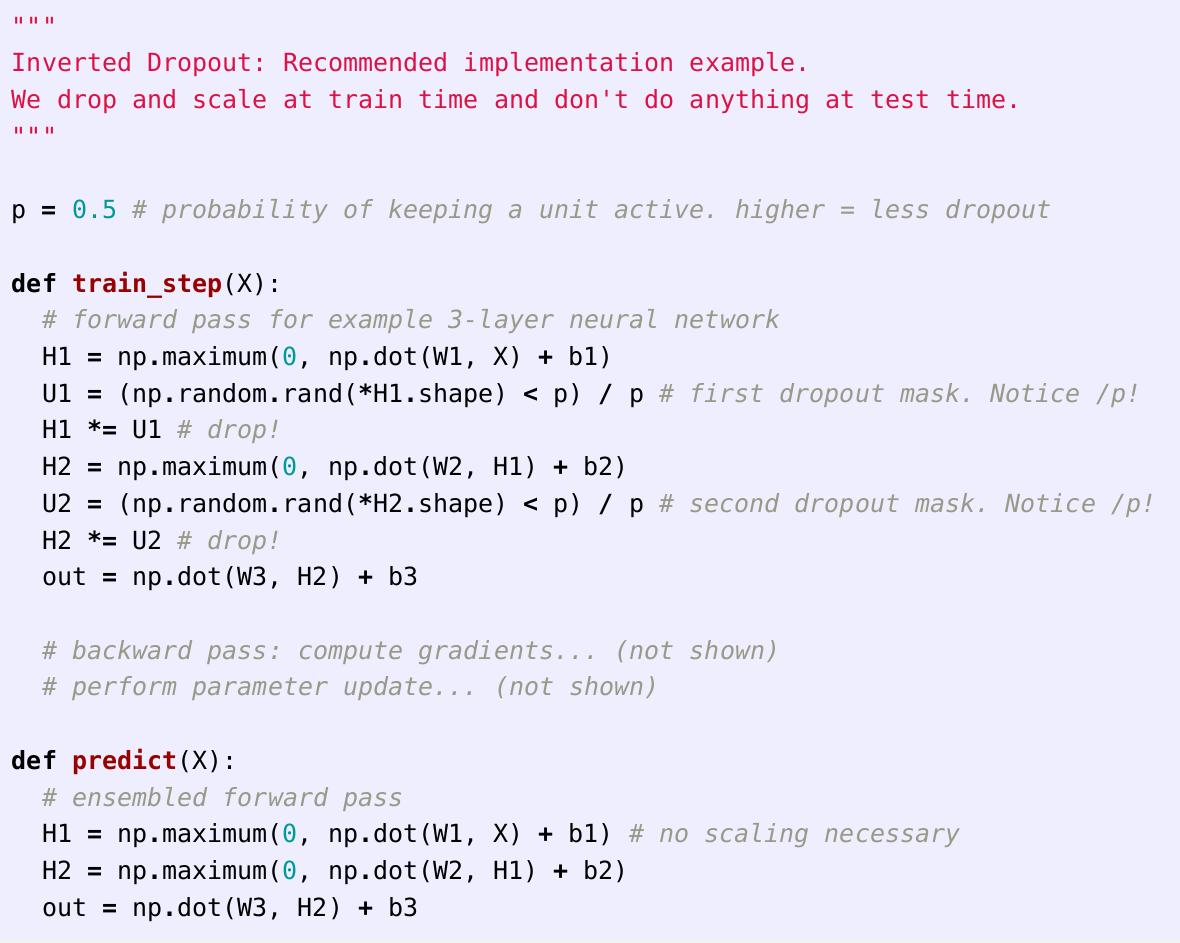 """
Inverted Dropout: Recommended implementation example.
We drop and scale at train time and don't do anything at test time.
"""
p = 0.5 # probability of keeping a unit active. higher = less dropout
def train_step(X):
  # forward pass for example 3-layer neural network
  H1 = np.maximum(0, np.dot(W1, X) + b1)
  U1 = (np.random.rand(*H1.shape) < p) / p # first dropout mask. Notice /p!
  H1 *= U1 # drop!
  H2 = np.maximum(0, np.dot(W2, H1) + b2)
  U2 = (np.random.rand(*H2.shape) < p) / p # second dropout mask. Notice /p!
  H2 *= U2 # drop!
  out = np.dot(W3, H2) + b3
  # backward pass: compute gradients... (not shown)
  # perform parameter update... (not shown)
def predict(X):
  # ensembled forward pass
  H1 = np.maximum(0, np.dot(W1, X) + b1) # no scaling necessary
  H2 = np.maximum(0, np.dot(W2, H1) + b2)
  out = np.dot(W3, H2) + b3